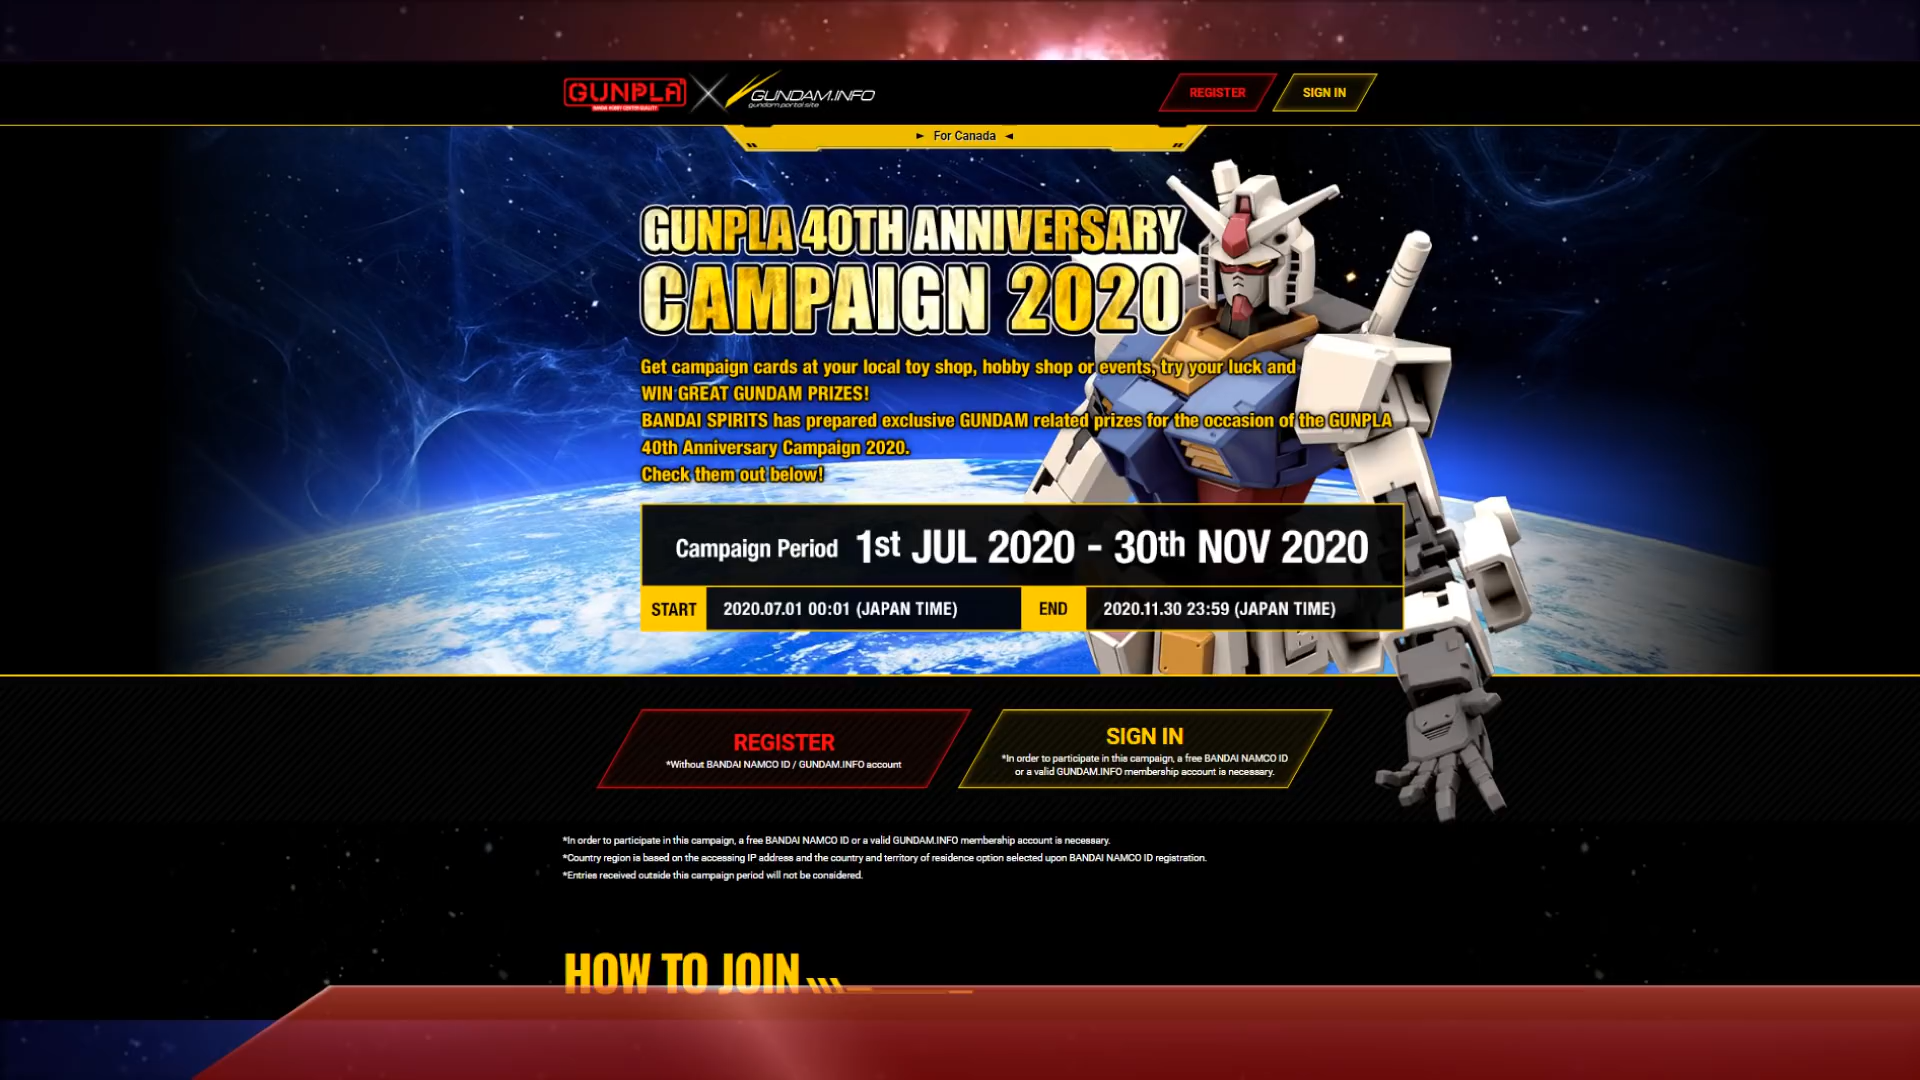 GUNPLA
BANDAI HOBBY CENTER QUALITY
GUNDAM.INFO
gundam portal site
REGISTER
SIGN IN
For Canada
GUNPLA 40TH ANNIVERSARY
CAMPAIGN 2020
Get campaign cards at your local toy shop, hobby shop or events, try your luck and
WIN GREAT GUNDAM PRIZES!
BANDAI SPIRITS has prepared exclusive GUNDAM related prizes for the occasion of the GUNPLA
40th Anniversary Campaign 2020.
Check them out below!
Campaign Period 1st JUL 2020 - 30th NOV 2020
START 2020.07.01 00:01 (JAPAN TIME) END 2020.11.30 23:59 (JAPAN TIME)
REGISTER
*Without BANDAI NAMCO ID / GUNDAM.INFO account
SIGN IN
*In order to participate in this campaign, a free BANDAI NAMCO ID
or a valid GUNDAM.INFO membership account is necessary.
*In order to participate in this campaign, a free BANDAI NAMCO ID or a valid GUNDAM.INFO membership account is necessary.
*Country region is based on the accessing IP address and the country and territory of residence option selected upon BANDAI NAMCO ID registration.
*Entries received outside this campaign period will not be considered.
HOW TO JOIN